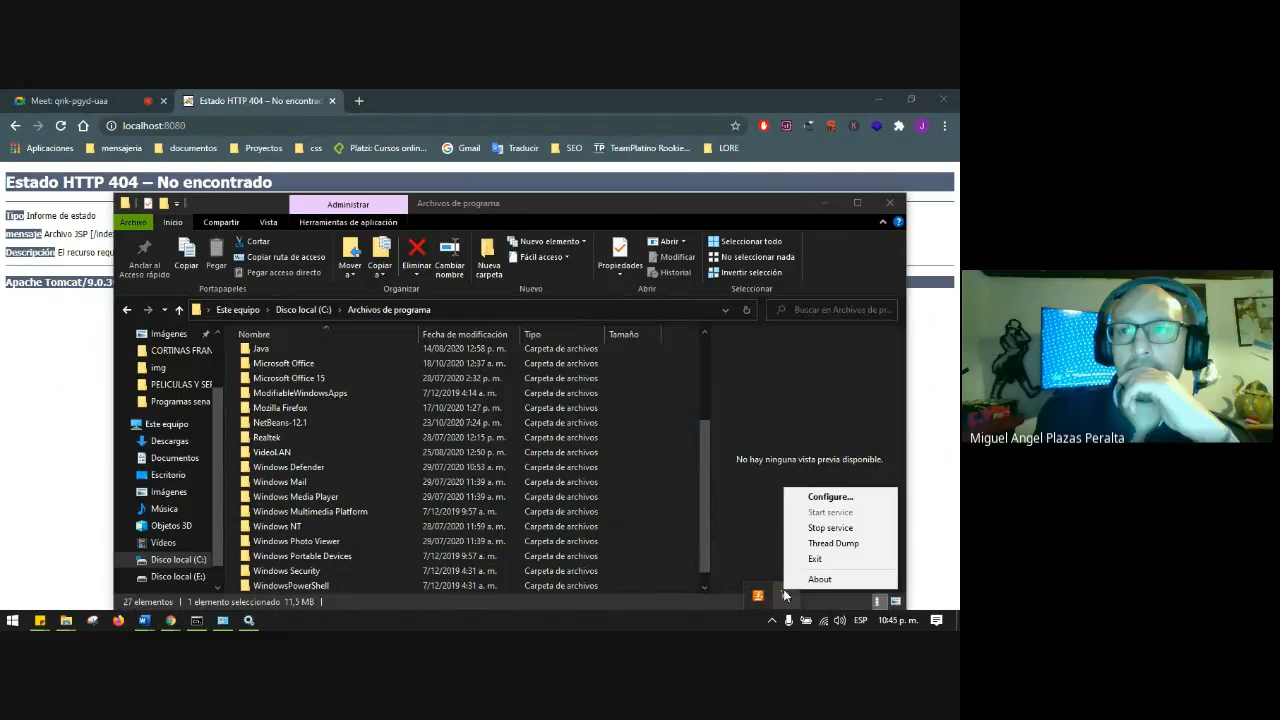 Meet: qrik-pgyd-uaa
Estado HTTP 404 – No encontrad
localhost:8080
Aplicaciones mensajeria documentos Proyectos css Platzi: Cursos onlin... Gmail Traducir SEO TP TeamPlatino Rookie... LORE
Estado HTTP 404 – No encontrado
Tipo Informe de estado
mensaje Archivo JSP [/inde
Descripción El recurso requ
Apache Tomcat/9.0.3
Administrar Archivos de programa
Archivo Inicio Compartir Vista Herramientas de aplicación
Anclar al Acceso rápido
Copiar
Pegar
Cortar
Copiar ruta de acceso
Pegar acceso directo
Portapapeles
Mover a
Copiar a
Eliminar
Cambiar nombre
Organizar
Nueva carpeta
Nuevo elemento
Fácil acceso
Nuevo
Propiedades
Abrir
Modificar
Historial
Abrir
Seleccionar todo
No seleccionar nada
Invertir selección
Seleccionar
Este equipo Disco local (C:) Archivos de programa
Buscar en Archivos de pr...
Imágenes
CORTINAS FRAN
img
PELICULAS Y SEF
Programas sena
Este equipo
Descargas
Documentos
Escritorio
Imágenes
Música
Objetos 3D
Vídeos
Disco local (C:)
Disco local (E:)
Nombre Fecha de modificación Tipo Tamaño
Java 14/08/2020 12:58 p. m. Carpeta de archivos
Microsoft Office 18/10/2020 12:37 a. m. Carpeta de archivos
Microsoft Office 15 28/07/2020 2:32 p. m. Carpeta de archivos
ModifiableWindowsApps 7/12/2019 4:14 a. m. Carpeta de archivos
Mozilla Firefox 17/10/2020 1:27 p. m. Carpeta de archivos
NetBeans-12.1 23/10/2020 7:24 p. m. Carpeta de archivos
Realtek 28/07/2020 12:15 p. m. Carpeta de archivos
VideoLAN 25/08/2020 12:50 p. m. Carpeta de archivos
Windows Defender 29/07/2020 10:53 a. m. Carpeta de archivos
Windows Mail 29/07/2020 11:39 a. m. Carpeta de archivos
Windows Media Player 29/07/2020 11:39 a. m. Carpeta de archivos
Windows Multimedia Platform 7/12/2019 9:57 a. m. Carpeta de archivos
Windows NT 28/07/2020 11:59 a. m. Carpeta de archivos
Windows Photo Viewer 29/07/2020 11:39 a. m. Carpeta de archivos
Windows Portable Devices 7/12/2019 9:57 a. m. Carpeta de archivos
Windows Security 7/12/2019 4:31 a. m. Carpeta de archivos
WindowsPowerShell 7/12/2019 4:31 a. m. Carpeta de archivos
No hay ninguna vista previa disponible.
Configure...
Start service
Stop service
Thread Dump
Exit
About
27 elementos 1 elemento seleccionado 11,5 MB
ESP 10:45 p. m.
Miguel Angel Plazas Peralta